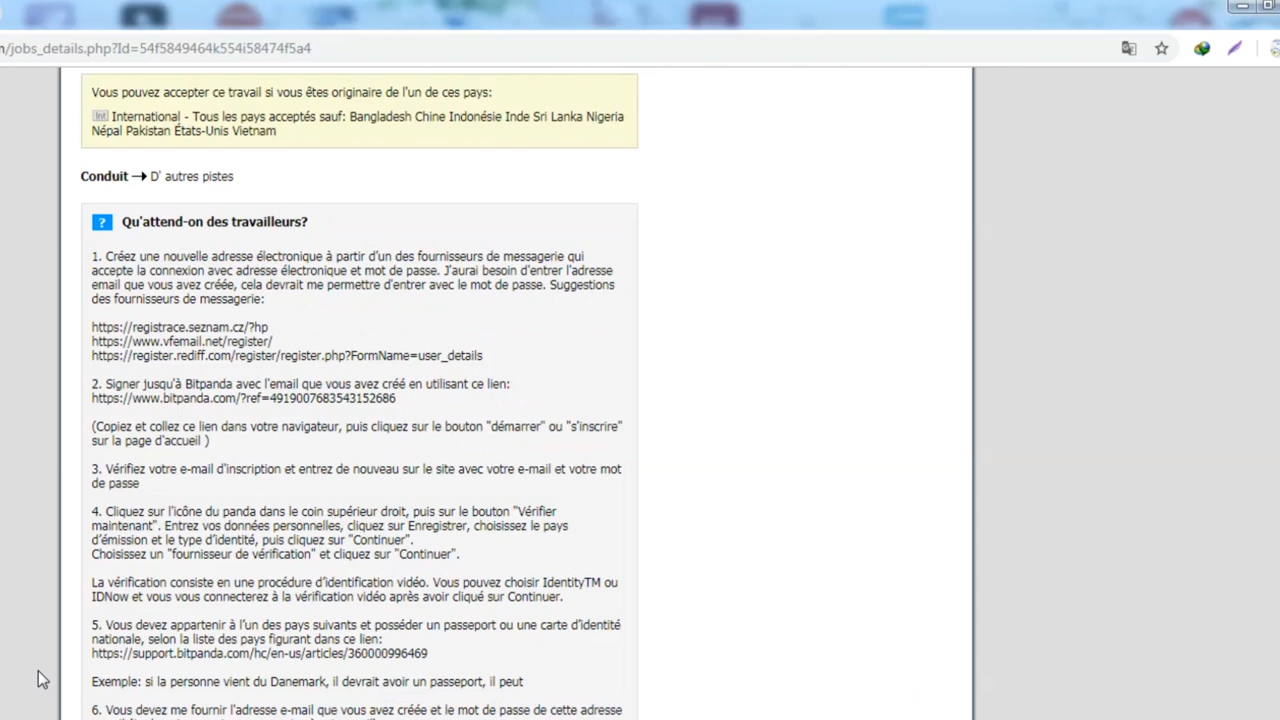 n/jobs_details.php?Id=54f5849464k554i58474f5a4
Vous pouvez accepter ce travail si vous êtes originaire de l'un de ces pays:
Int International - Tous les pays acceptés sauf: Bangladesh Chine Indonésie Inde Sri Lanka Nigeria
Népal Pakistan États-Unis Vietnam
Conduit → D' autres pistes
? Qu'attend-on des travailleurs?
1. Créez une nouvelle adresse électronique à partir d'un des fournisseurs de messagerie qui
accepte la connexion avec adresse électronique et mot de passe. J'aurai besoin d'entrer l'adresse
email que vous avez créée, cela devrait me permettre d'entrer avec le mot de passe. Suggestions
des fournisseurs de messagerie:
https://registrace.seznam.cz/?hp
https://www.vfemail.net/register/
https://register.rediff.com/register/register.php?FormName=user_details
2. Signer jusqu'à Bitpanda avec l'email que vous avez créé en utilisant ce lien:
https://www.bitpanda.com/?ref=4919007683543152686
(Copiez et collez ce lien dans votre navigateur, puis cliquez sur le bouton "démarrer" ou "s'inscrire"
sur la page d'accueil )
3. Vérifiez votre e-mail d'inscription et entrez de nouveau sur le site avec votre e-mail et votre mot
de passe
4. Cliquez sur l'icône du panda dans le coin supérieur droit, puis sur le bouton "Vérifier
maintenant". Entrez vos données personnelles, cliquez sur Enregistrer, choisissez le pays
d'émission et le type d'identité, puis cliquez sur "Continuer".
Choisissez un "fournisseur de vérification" et cliquez sur "Continuer".
La vérification consiste en une procédure d'identification vidéo. Vous pouvez choisir IdentityTM ou
IDNow et vous vous connecterez à la vérification vidéo après avoir cliqué sur Continuer.
5. Vous devez appartenir à l'un des pays suivants et posséder un passeport ou une carte d'identité
nationale, selon la liste des pays figurant dans ce lien:
https://support.bitpanda.com/hc/en-us/articles/360000996469
Exemple: si la personne vient du Danemark, il devrait avoir un passeport, il peut
6. Vous devez me fournir l'adresse e-mail que vous avez créée et le mot de passe de cette adresse